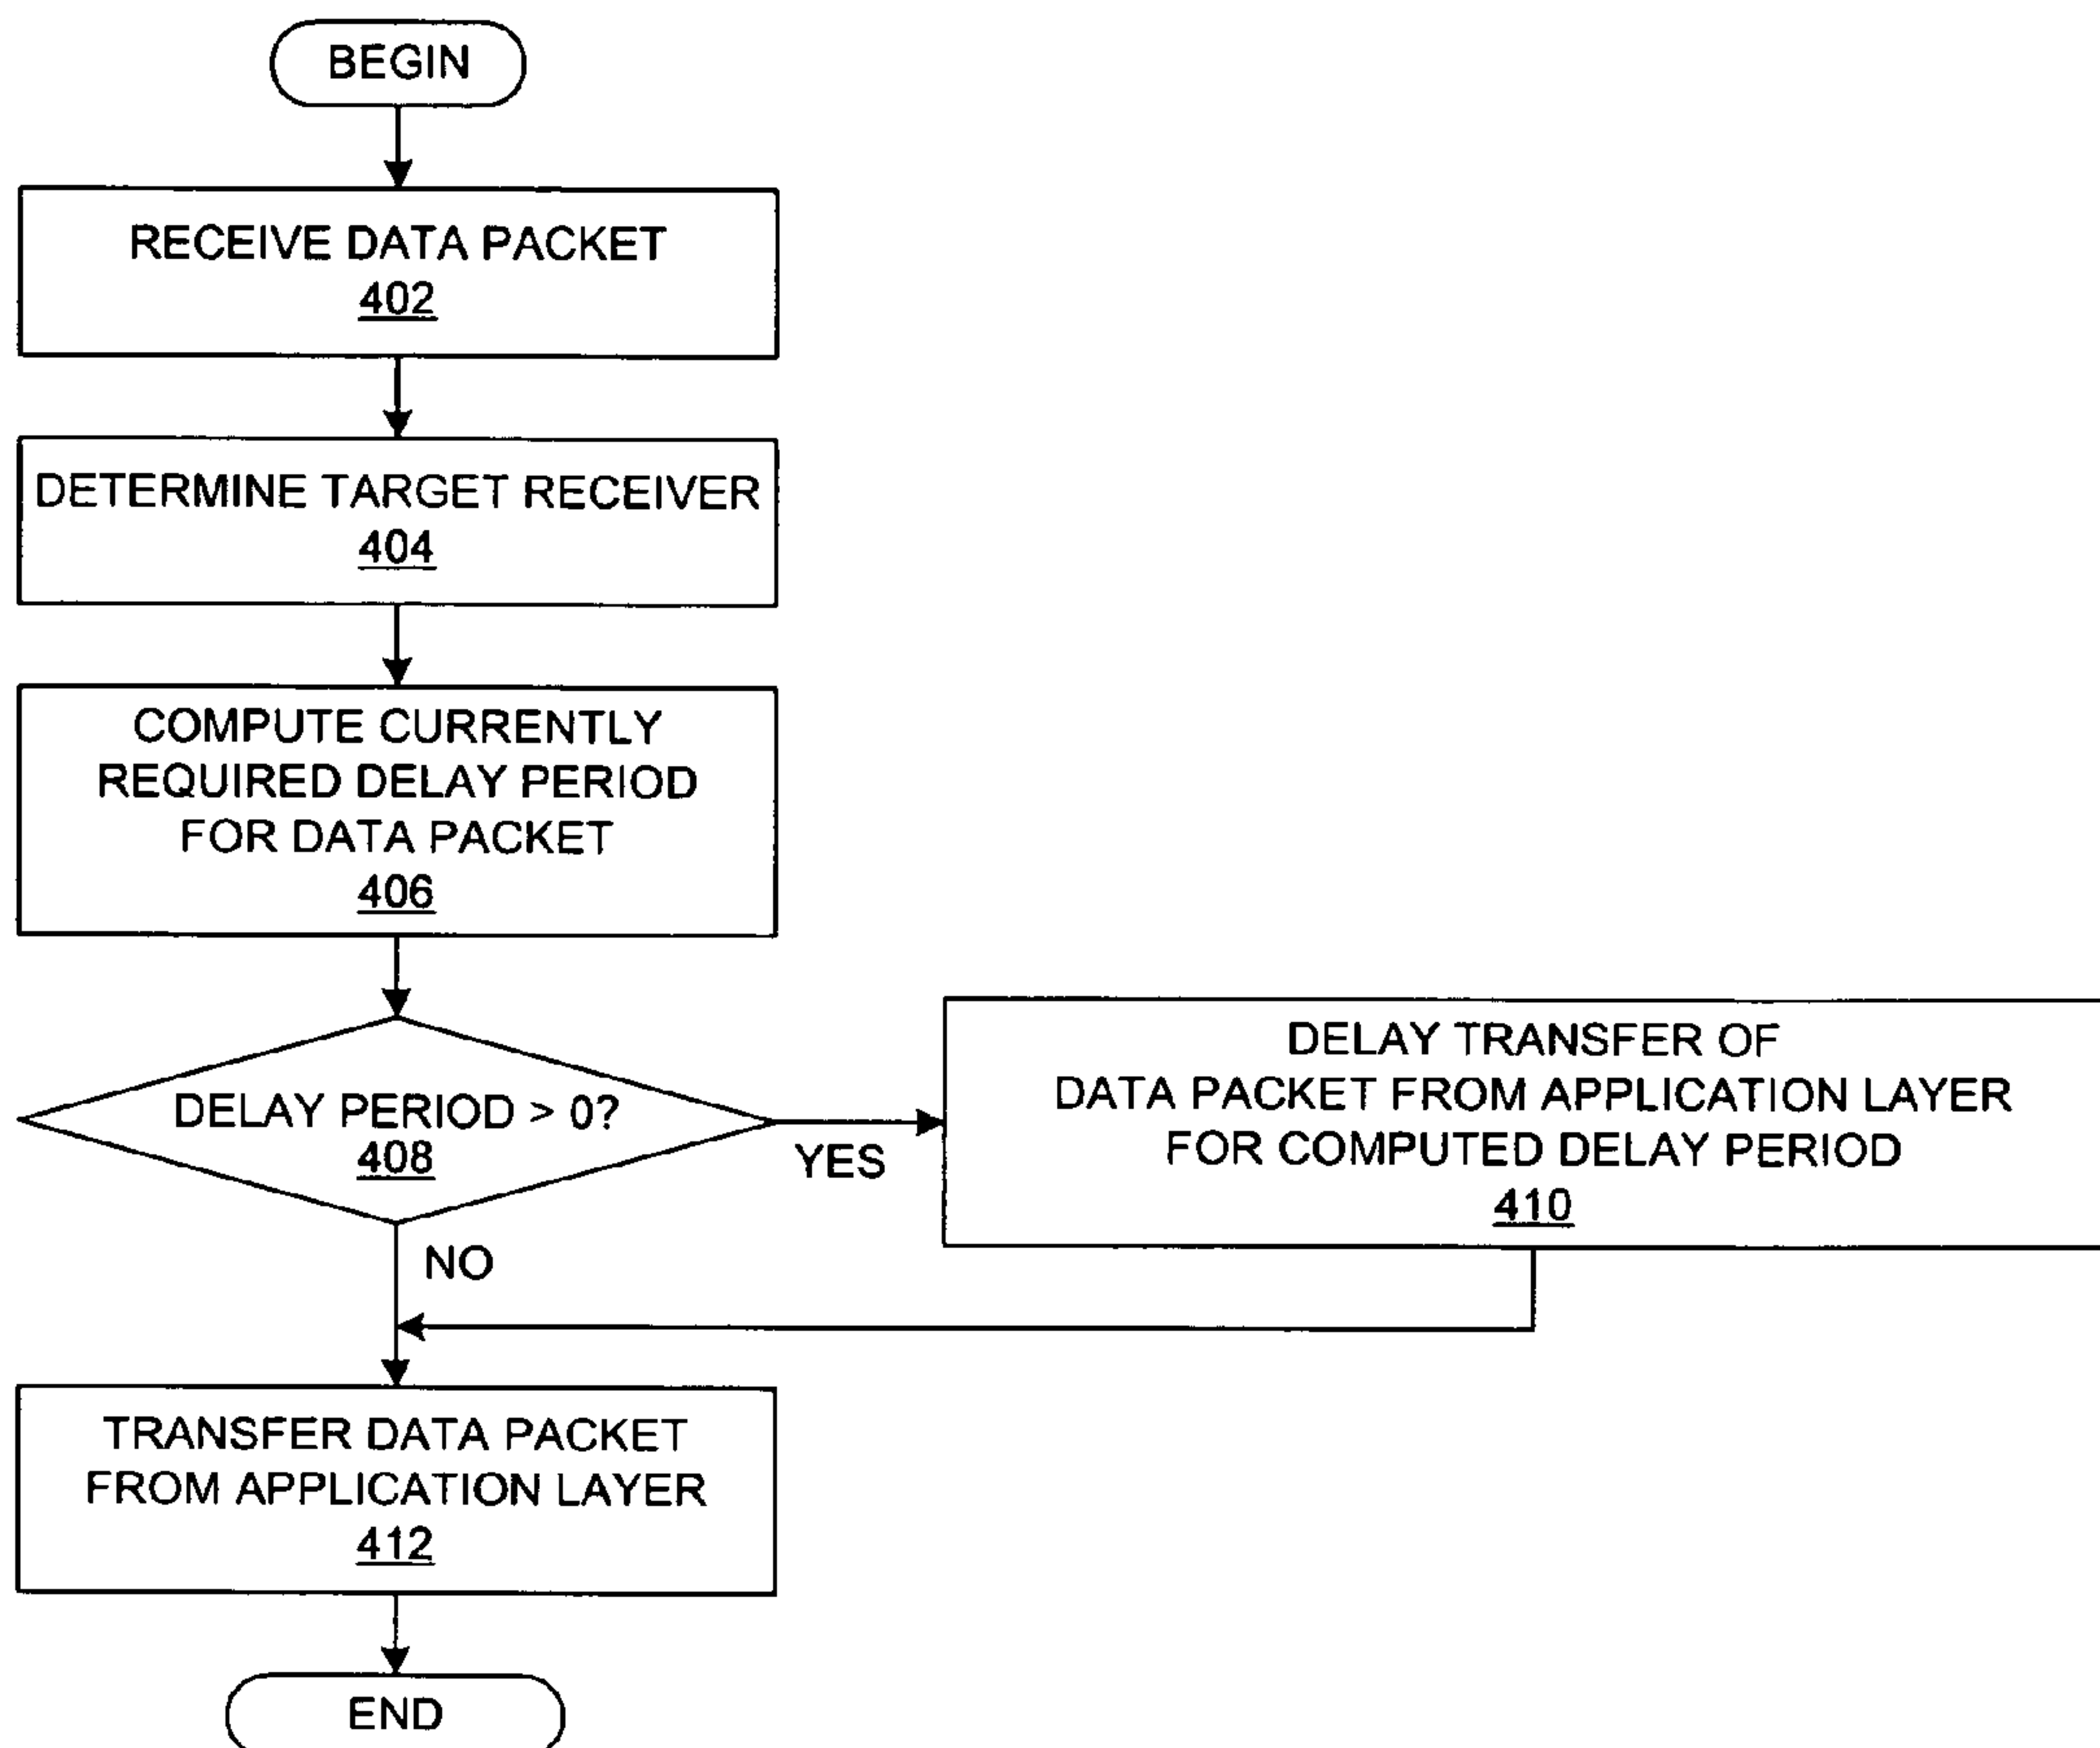 BEGIN
RECEIVE DATA PACKET
402
DETERMINE TARGET RECEIVER
404
COMPUTE CURRENTLY
REQUIRED DELAY PERIOD
FOR DATA PACKET
406
DELAY PERIOD > 0?
408
YES
DELAY TRANSFER OF
DATA PACKET FROM APPLICATION LAYER
FOR COMPUTED DELAY PERIOD
410
NO
TRANSFER DATA PACKET
FROM APPLICATION LAYER
412
END